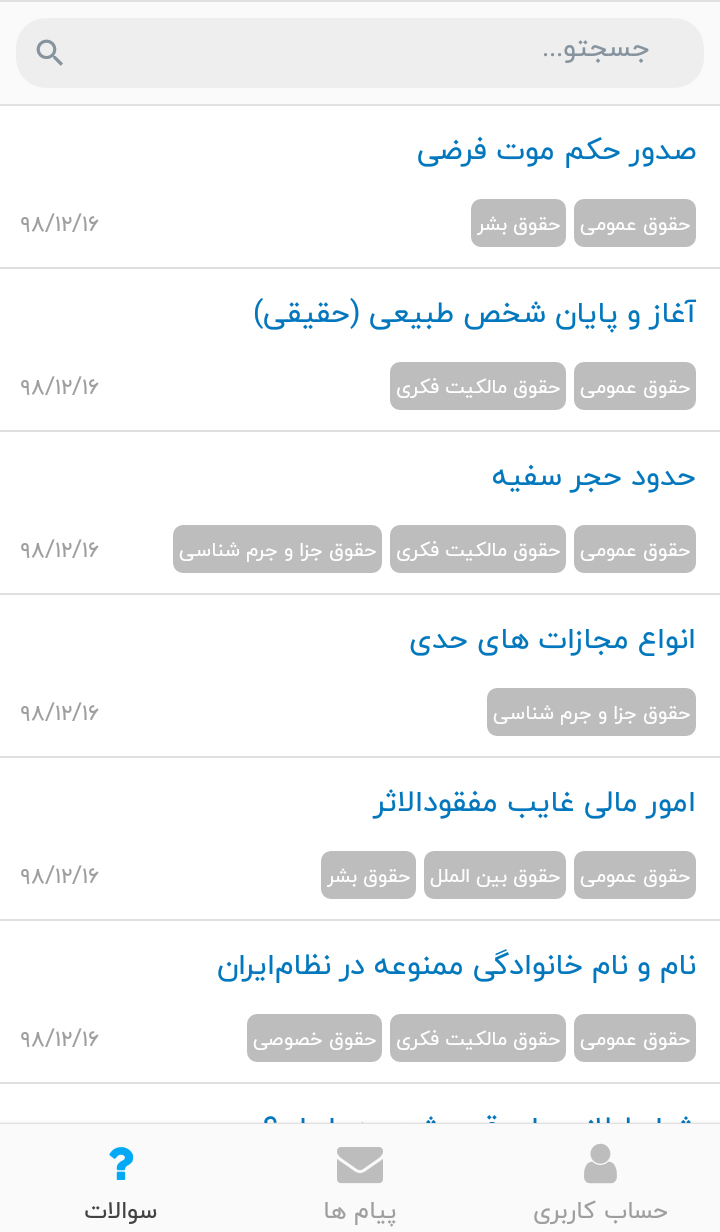 جستجو...
صدور حکم موت فرضی
حقوق عمومی حقوق بشر ۹۸/۱۲/۱۶
آغاز و پایان شخص طبیعی (حقیقی)
حقوق عمومی حقوق مالکیت فکری ۹۸/۱۲/۱۶
حدود حجر سفیه
حقوق عمومی حقوق مالکیت فکری حقوق جزا و جرم شناسی ۹۸/۱۲/۱۶
انواع مجازات های حدی
حقوق جزا و جرم شناسی ۹۸/۱۲/۱۶
امور مالی غایب مفقودالاثر
حقوق عمومی حقوق بین الملل حقوق بشر ۹۸/۱۲/۱۶
نام و نام خانوادگی ممنوعه در نظام‌ایران
حقوق عمومی حقوق مالکیت فکری حقوق خصوصی ۹۸/۱۲/۱۶
حساب کاربری پیام ها سوالات